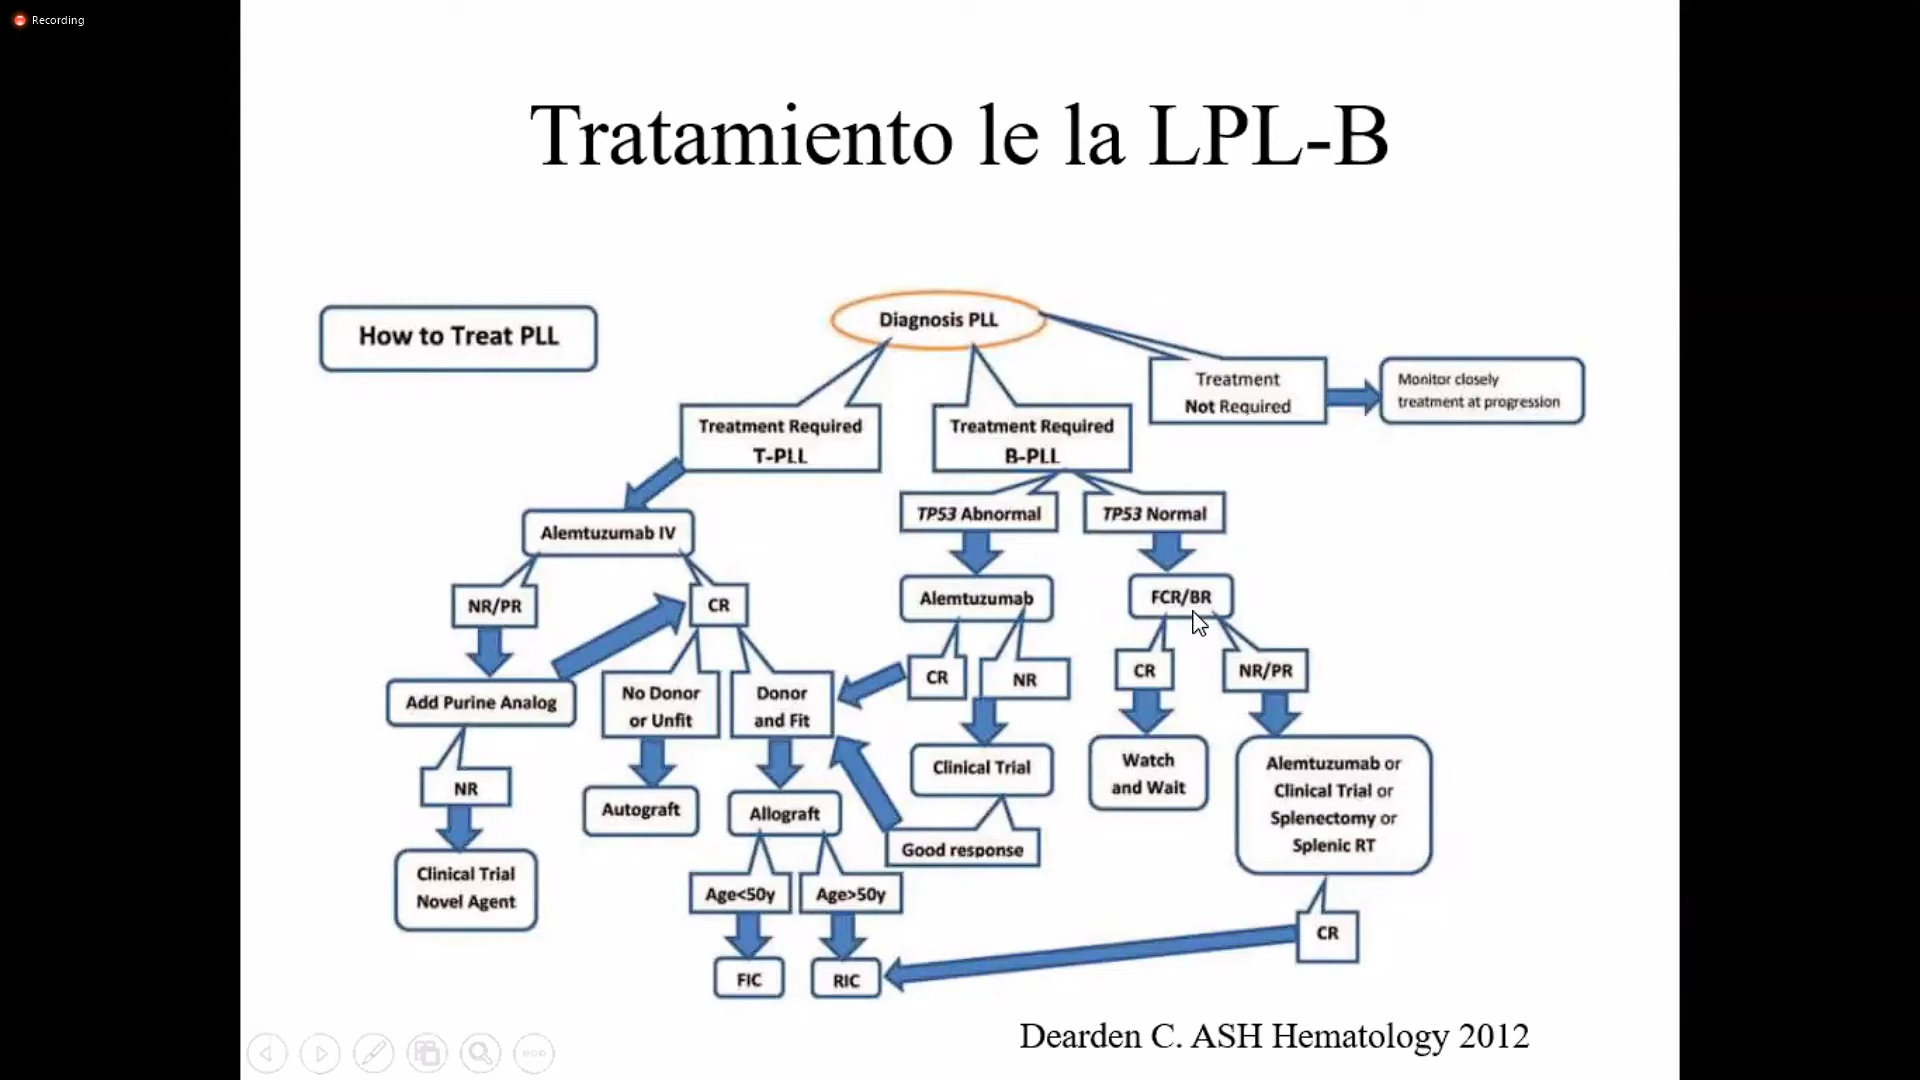 Recording
Tratamiento le la LPL-B
How to Treat PLL
Diagnosis PLL
Treatment
Not Required
Monitor closely
treatment at progression
Treatment Required
T-PLL
Treatment Required
B-PLL
Alemtuzumab IV
TP53 Abnormal
TP53 Normal
NR/PR
CR
Alemtuzumab
FCR/BR
Add Purine Analog
No Donor
or Unfit
Donor
and Fit
CR
NR
CR
NR/PR
NR
Autograft
Allograft
Clinical Trial
Watch
and Wait
Alemtuzumab or
Clinical Trial or
Splenectomy or
Splenic RT
Good response
Clinical Trial
Novel Agent
Age<50y
Age>50y
CR
FIC
RIC
Dearden C. ASH Hematology 2012